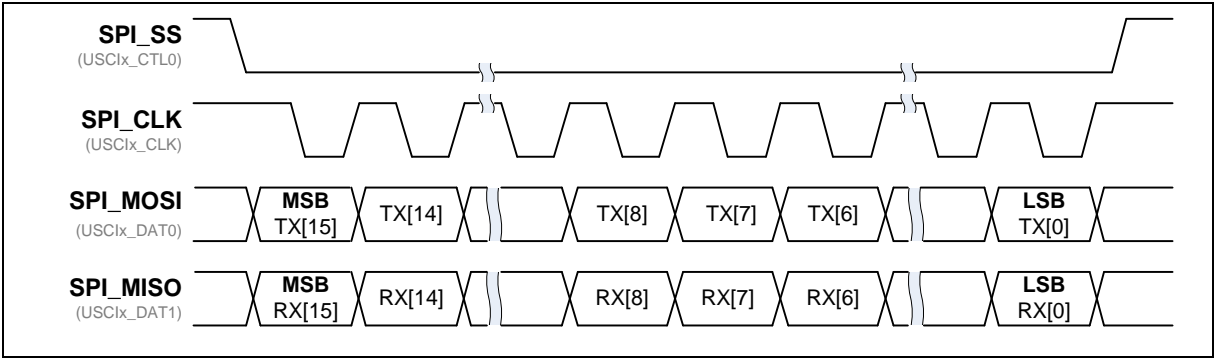 SPI_SS
(USCIx_CTL0)
SPI_CLK
(USCIx_CLK)
SPI_MOSI
(USCIx_DAT0)
MSB
TX[15]
TX[14]
TX[8]
TX[7]
TX[6]
LSB
TX[0]
SPI_MISO
(USCIx_DAT1)
MSB
RX[15]
RX[14]
RX[8]
RX[7]
RX[6]
LSB
RX[0]